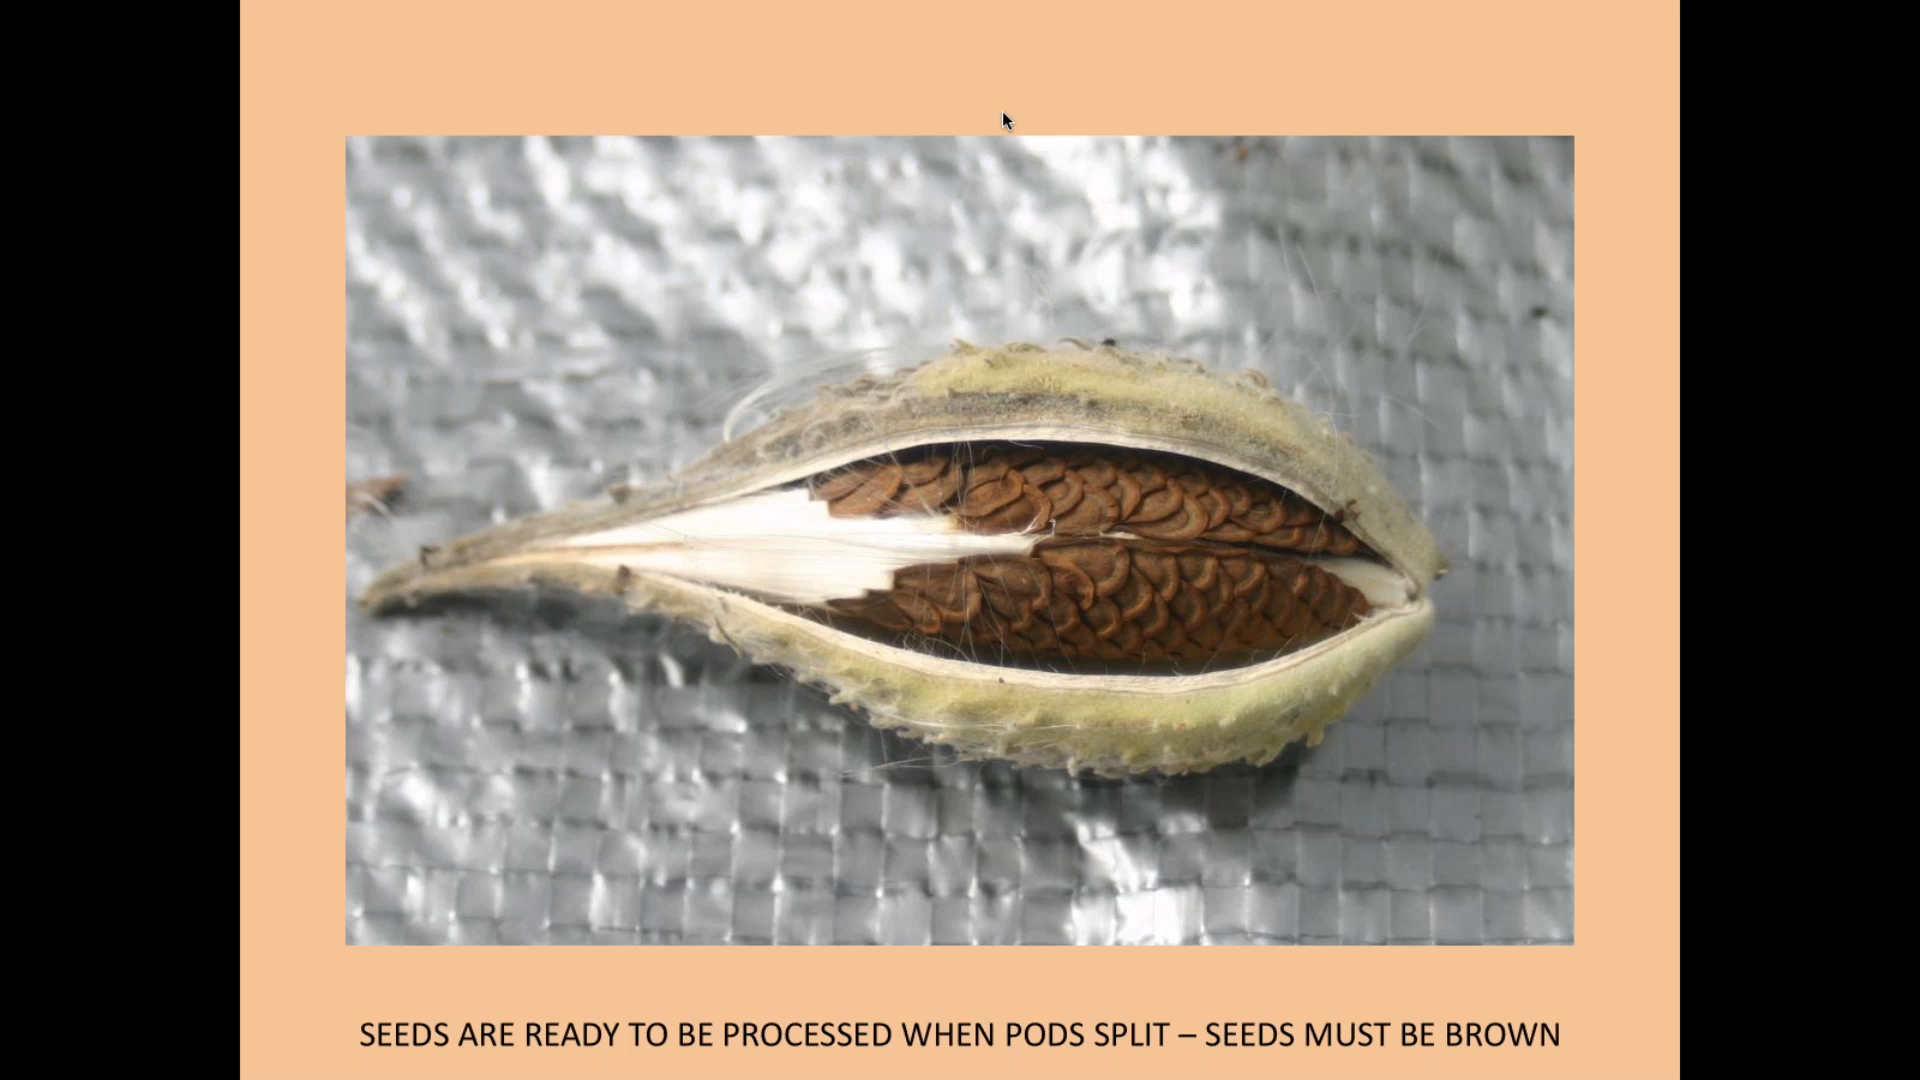 SEEDS ARE READY TO BE PROCESSED WHEN PODS SPLIT – SEEDS MUST BE BROWN